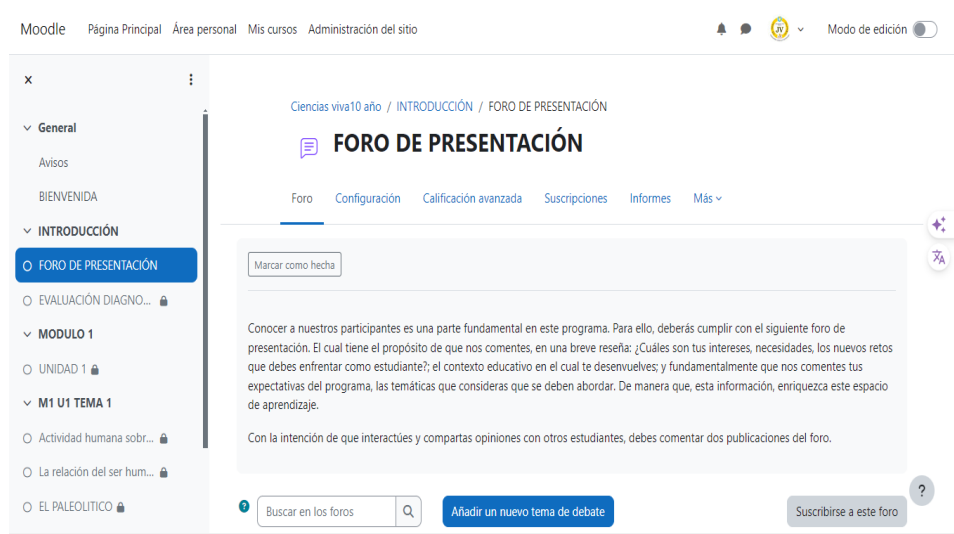 Moodle Página Principal Área personal Mis cursos Administración del sitio JV Modo de edición
General
Avisos
BIENVENIDA
INTRODUCCIÓN
FORO DE PRESENTACIÓN
EVALUACIÓN DIAGNO...
MODULO 1
UNIDAD 1
M1 U1 TEMA 1
Actividad humana sobr...
La relación del ser hum...
EL PALEOLITICO
Ciencias viva10 año / INTRODUCCIÓN / FORO DE PRESENTACIÓN
FORO DE PRESENTACIÓN
Foro Configuración Calificación avanzada Suscripciones Informes Más
Marcar como hecha
Conocer a nuestros participantes es una parte fundamental en este programa. Para ello, deberás cumplir con el siguiente foro de
presentación. El cual tiene el propósito de que nos comentes, en una breve reseña: ¿Cuáles son tus intereses, necesidades, los nuevos retos
que debes enfrentar como estudiante?; el contexto educativo en el cual te desenvuelves; y fundamentalmente que nos comentes tus
expectativas del programa, las temáticas que consideras que se deben abordar. De manera que, esta información, enriquezca este espacio
de aprendizaje.
Con la intención de que interactúes y compartas opiniones con otros estudiantes, debes comentar dos publicaciones del foro.
? Buscar en los foros Añadir un nuevo tema de debate Suscribirse a este foro
?